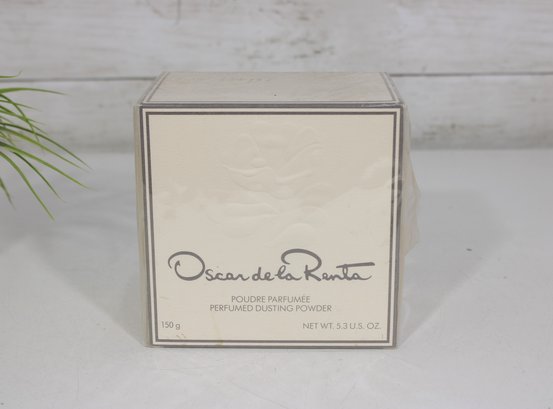 Oscar de la Renta
POUDRE PARFUMÉE
PERFUMED DUSTING POWDER
150 g NET WT. 5.3 U.S. OZ.